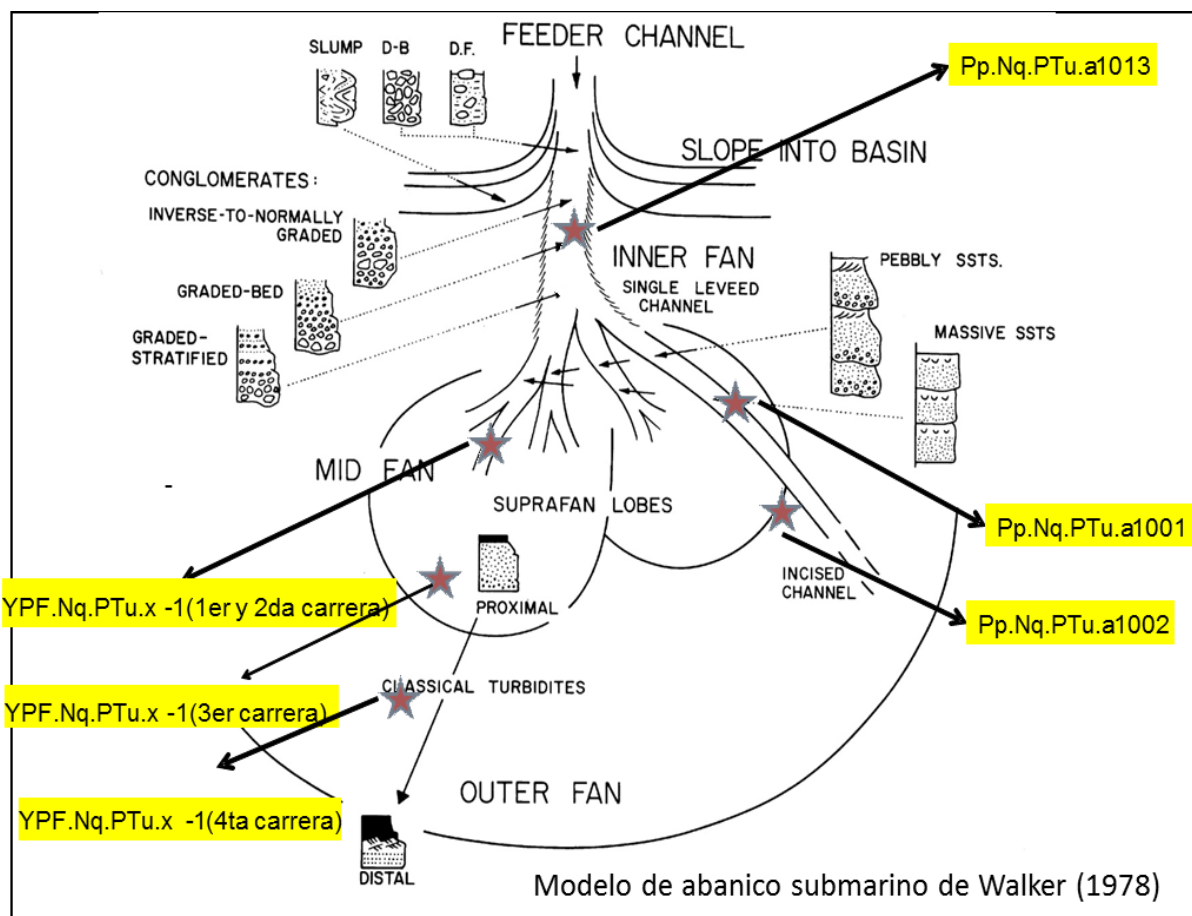 FEEDER CHANNEL
SLUMP D-B D.F.
Pp.Nq.PTu.a1013
SLOPE INTO BASIN
CONGLOMERATES:
INVERSE-TO-NORMALLY
GRADED
INNER FAN
SINGLE LEVEED
CHANNEL
PEBBLY SSTS.
GRADED-BED
GRADED-
STRATIFIED
MASSIVE SSTS
MID FAN
-
SUPRAFAN LOBES
Pp.Nq.PTu.a1001
INCISED
CHANNEL
PROXIMAL
YPF.Nq.PTu.x -1(1er y 2da carrera)
Pp.Nq.PTu.a1002
CLASSICAL TURBIDITES
YPF.Nq.PTu.x -1(3er carrera)
OUTER FAN
YPF.Nq.PTu.x -1(4ta carrera)
DISTAL
Modelo de abanico submarino de Walker (1978)